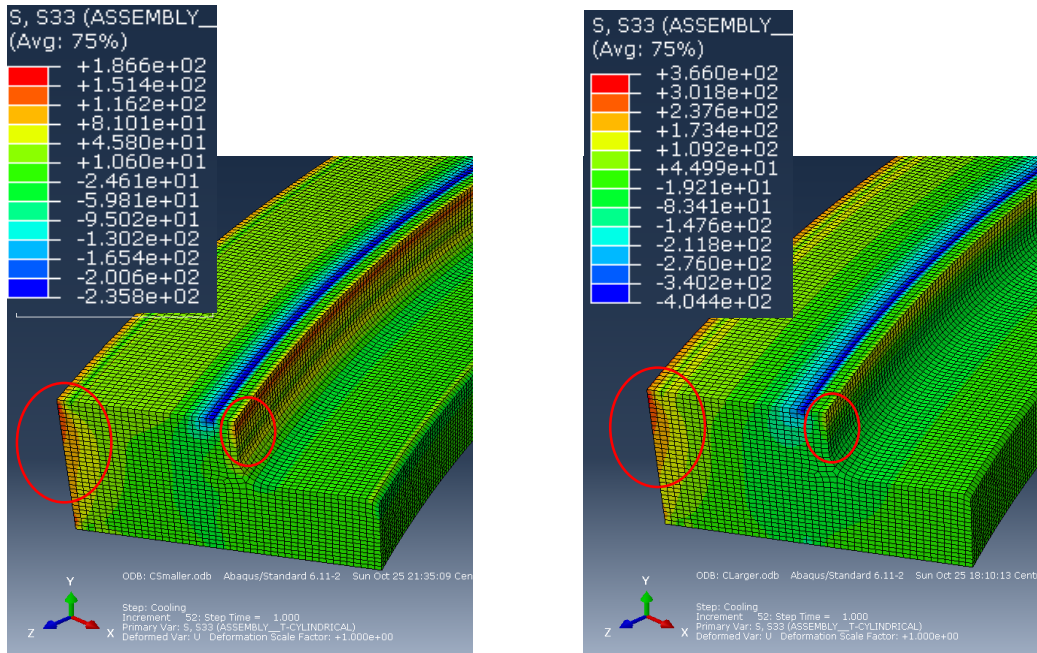 S, S33 (ASSEMBLY__
(Avg: 75%)
+1.866e+02
+1.514e+02
+1.162e+02
+8.101e+01
+4.580e+01
+1.060e+01
-2.461e+01
-5.981e+01
-9.502e+01
-1.302e+02
-1.654e+02
-2.006e+02
-2.358e+02
ODB: CSmaller.odb Abaqus/Standard 6.11-2 Sun Oct 25 21:35:09 Cen
Y
Z
X
Step: Cooling
Increment 52: Step Time = 1.000
Primary Var: S, S33 (ASSEMBLY__T-CYLINDRICAL)
Deformed Var: U Deformation Scale Factor: +1.000e+00
S, S33 (ASSEMBLY__
(Avg: 75%)
+3.660e+02
+3.018e+02
+2.376e+02
+1.734e+02
+1.092e+02
+4.499e+01
-1.921e+01
-8.341e+01
-1.476e+02
-2.118e+02
-2.760e+02
-3.402e+02
-4.044e+02
ODB: CLarger.odb Abaqus/Standard 6.11-2 Sun Oct 25 18:10:13 Centr
Y
Z
X
Step: Cooling
Increment 52: Step Time = 1.000
Primary Var: S, S33 (ASSEMBLY__T-CYLINDRICAL)
Deformed Var: U Deformation Scale Factor: +1.000e+00